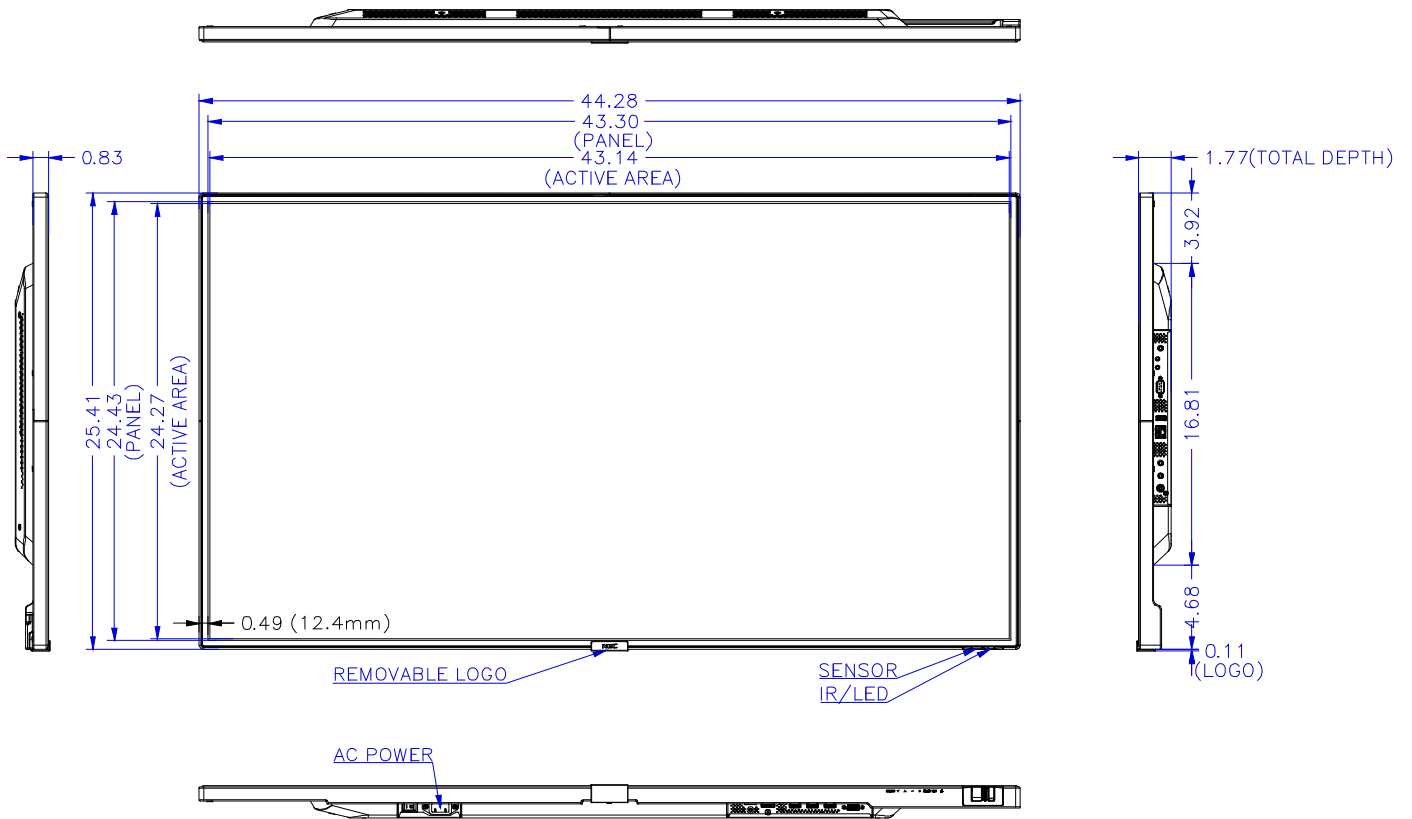 44.28
43.30
(PANEL)
43.14
(ACTIVE AREA)
0.83
1.77(TOTAL DEPTH)
3.92
25.41
24.43
(PANEL)
24.27
(ACTIVE AREA)
16.81
4.68
0.49 (12.4mm)
0.11
(LOGO)
REMOVABLE LOGO
SENSOR
IR/LED
AC POWER